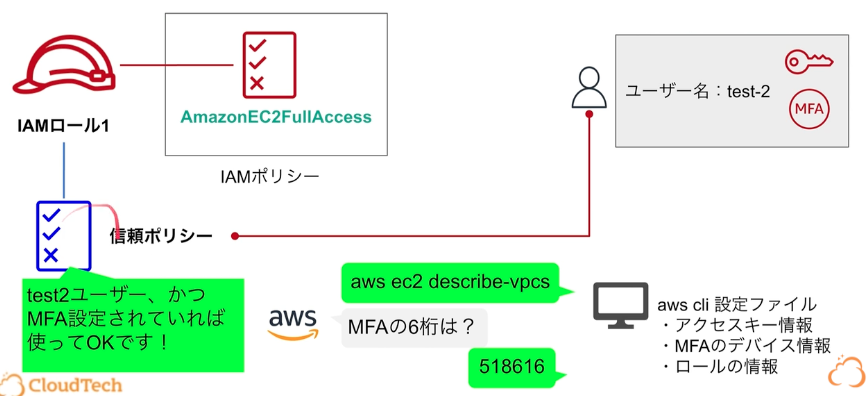 AmazonEC2FullAccess
IAMロール1
IAMポリシー
ユーザー名：test-2
MFA
信頼ポリシー
test2ユーザー、かつ
MFA設定されていれば
使ってOKです！
aws
aws ec2 describe-vpcs
MFAの6桁は？
518616
aws cli 設定ファイル
・アクセスキー情報
・MFAのデバイス情報
・ロールの情報
CloudTech